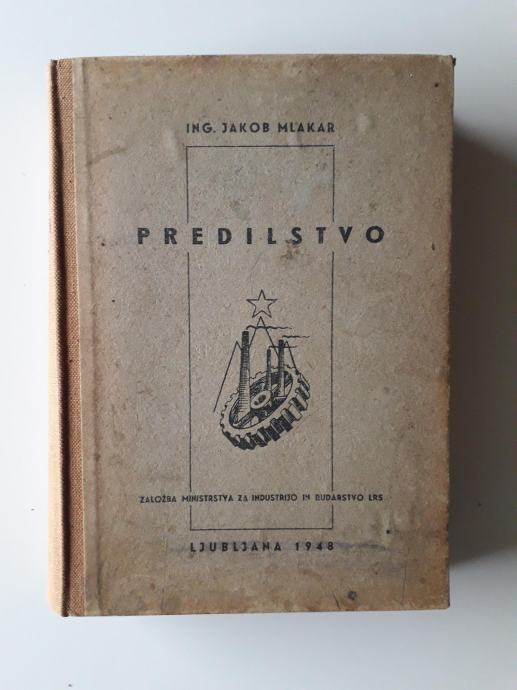 ING. JAKOB MLAKAR
PREDILSTVO
ZALOŽBA MINISTRSTVA ZA INDUSTRIJO IN RUDARSTVO LRS
LJUBLJANA 1948